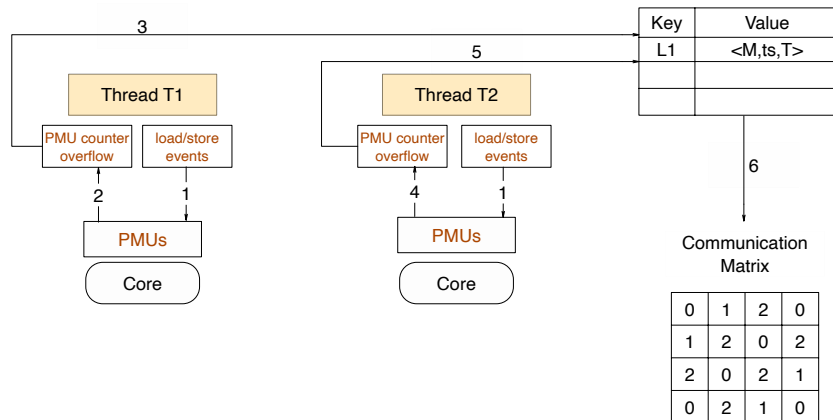 3
Key Value
L1 <M,ts,T>
5
Thread T1
Thread T2
PMU counter
overflow
load/store
events
PMU counter
overflow
load/store
events
6
2
1
4
1
PMUs
PMUs
Core
Core
Communication
Matrix
0 1 2 0
1 2 0 2
2 0 2 1
0 2 1 0